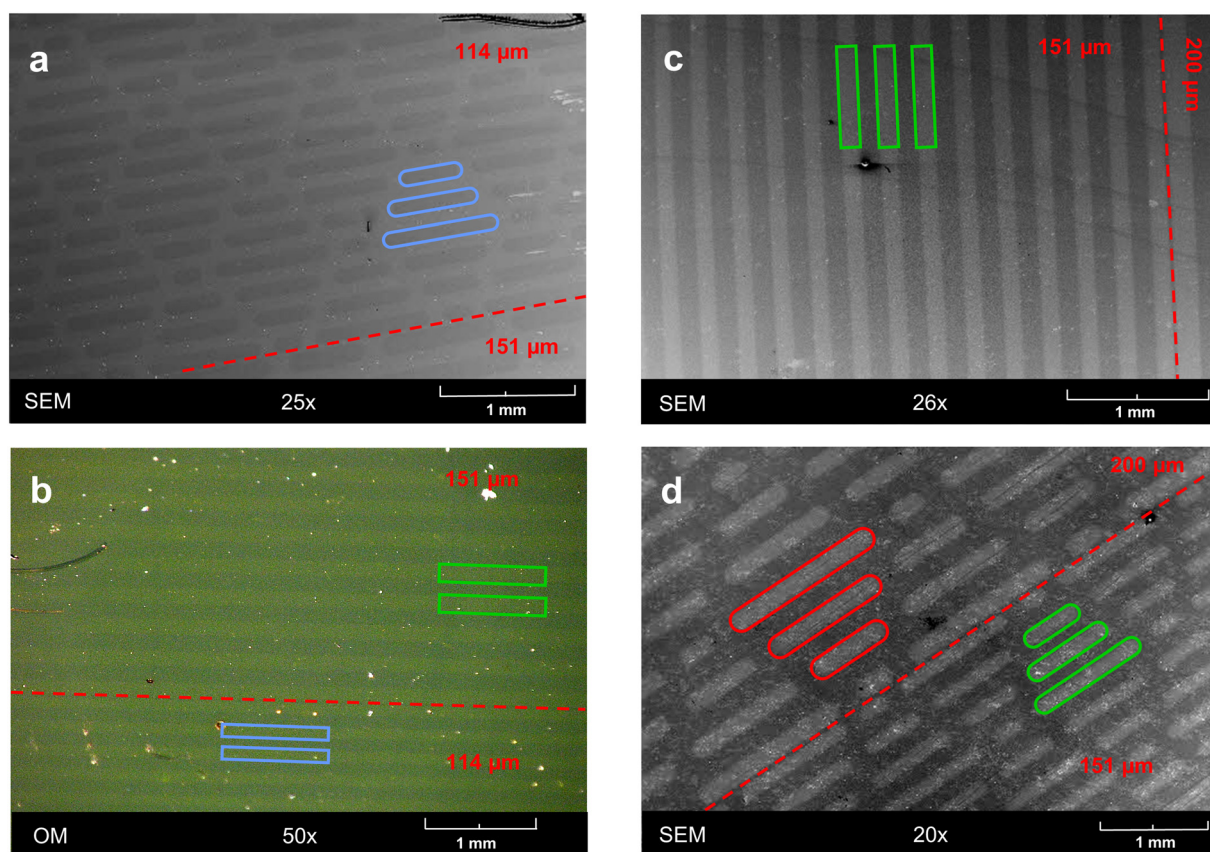 a
114 µm
151 µm
SEM
25x
1 mm
c
151 µm
200 µm
SEM
26x
1 mm
b
151 µm
114 µm
OM
50x
1 mm
d
200 µm
151 µm
SEM
20x
1 mm